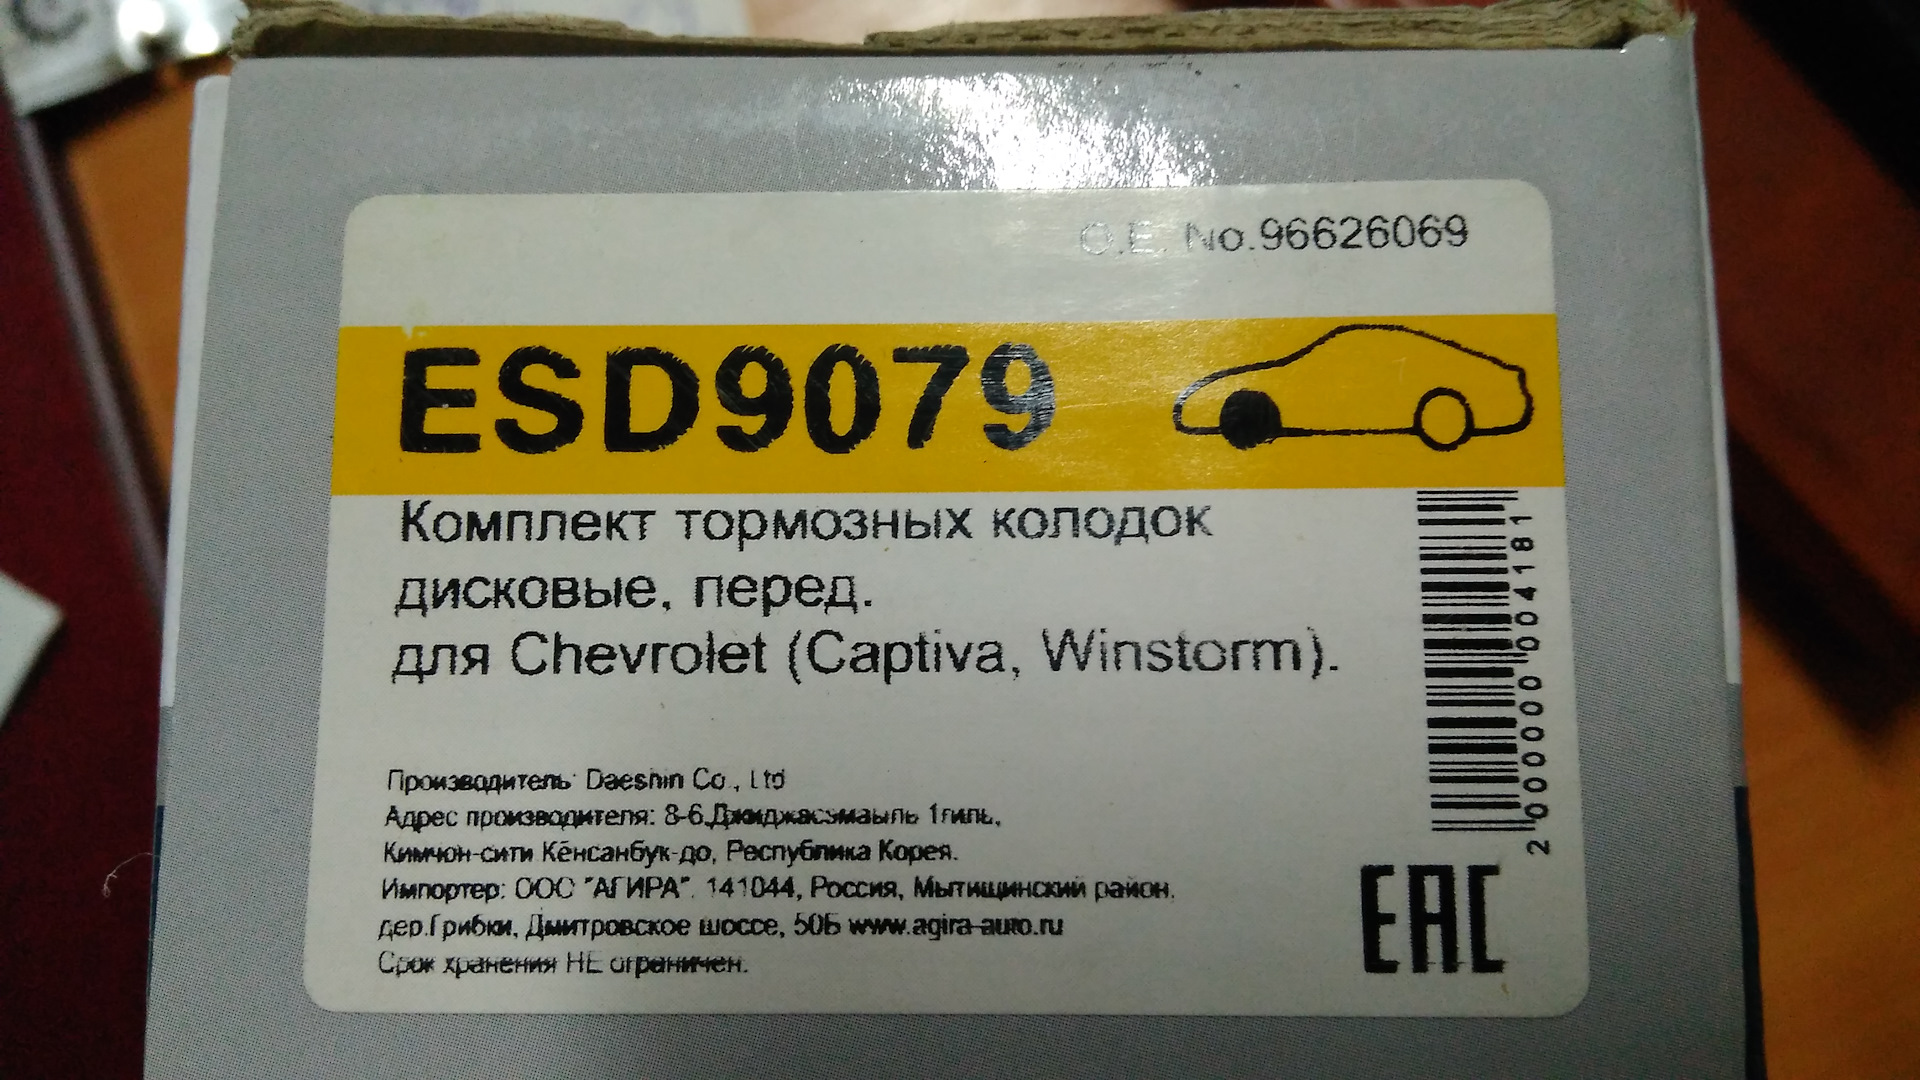 O.E. No.96626069
ESD9079
Комплект тормозных колодок
дисковые, перед.
для Chevrolet (Captiva, Winstorm).
2000000004181
Производитель: Daeshin Co., Ltd
Адрес производителя: 8-6,Джиджасэмаыль 1гиль,
Кимчон-сити Кёнсанбук-до, Республика Корея.
Импортер: ООО "АГИРА". 141044, Россия, Мытищинский район,
дер.Грибки, Дмитровское шоссе, 50Б www.agira-auto.ru
Срок хранения НЕ ограничен.
EAC